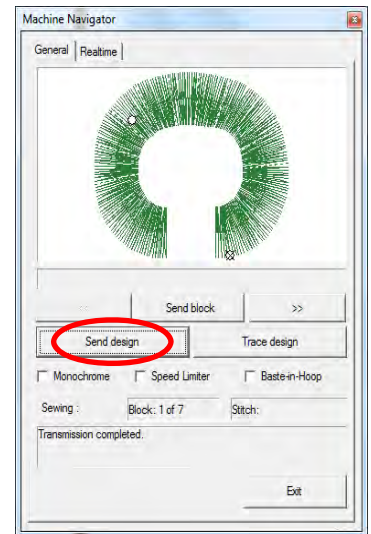 Machine Navigator
General Realtime
<< Send block >>
Send design Trace design
Monochrome Speed Limiter Baste-in-Hoop
Sewing : Block: 1 of 7 Stitch:
Transmission completed.
Exit